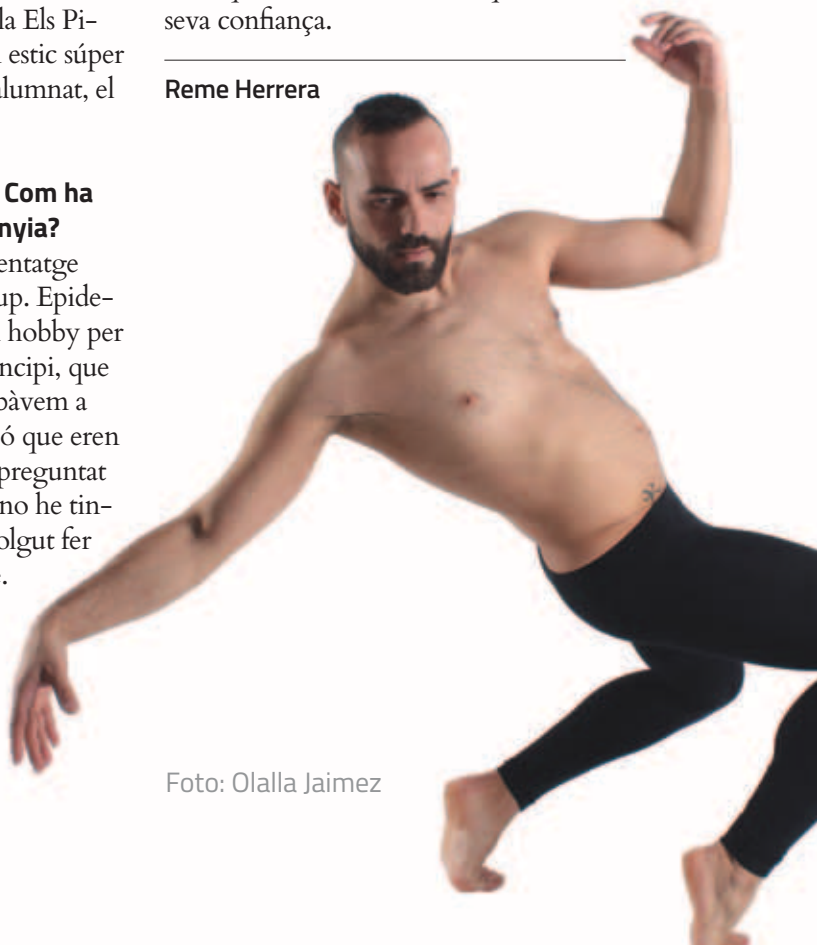 la Els Pi-
estic súper
lumnat, el
Com ha
nyia?
entatge
up. Epide-
hobby per
ncipi, que
bàvem a
ó que eren
preguntat
no he tin-
olgut fer
seva confiança.
Reme Herrera
Foto: Olalla Jaimez